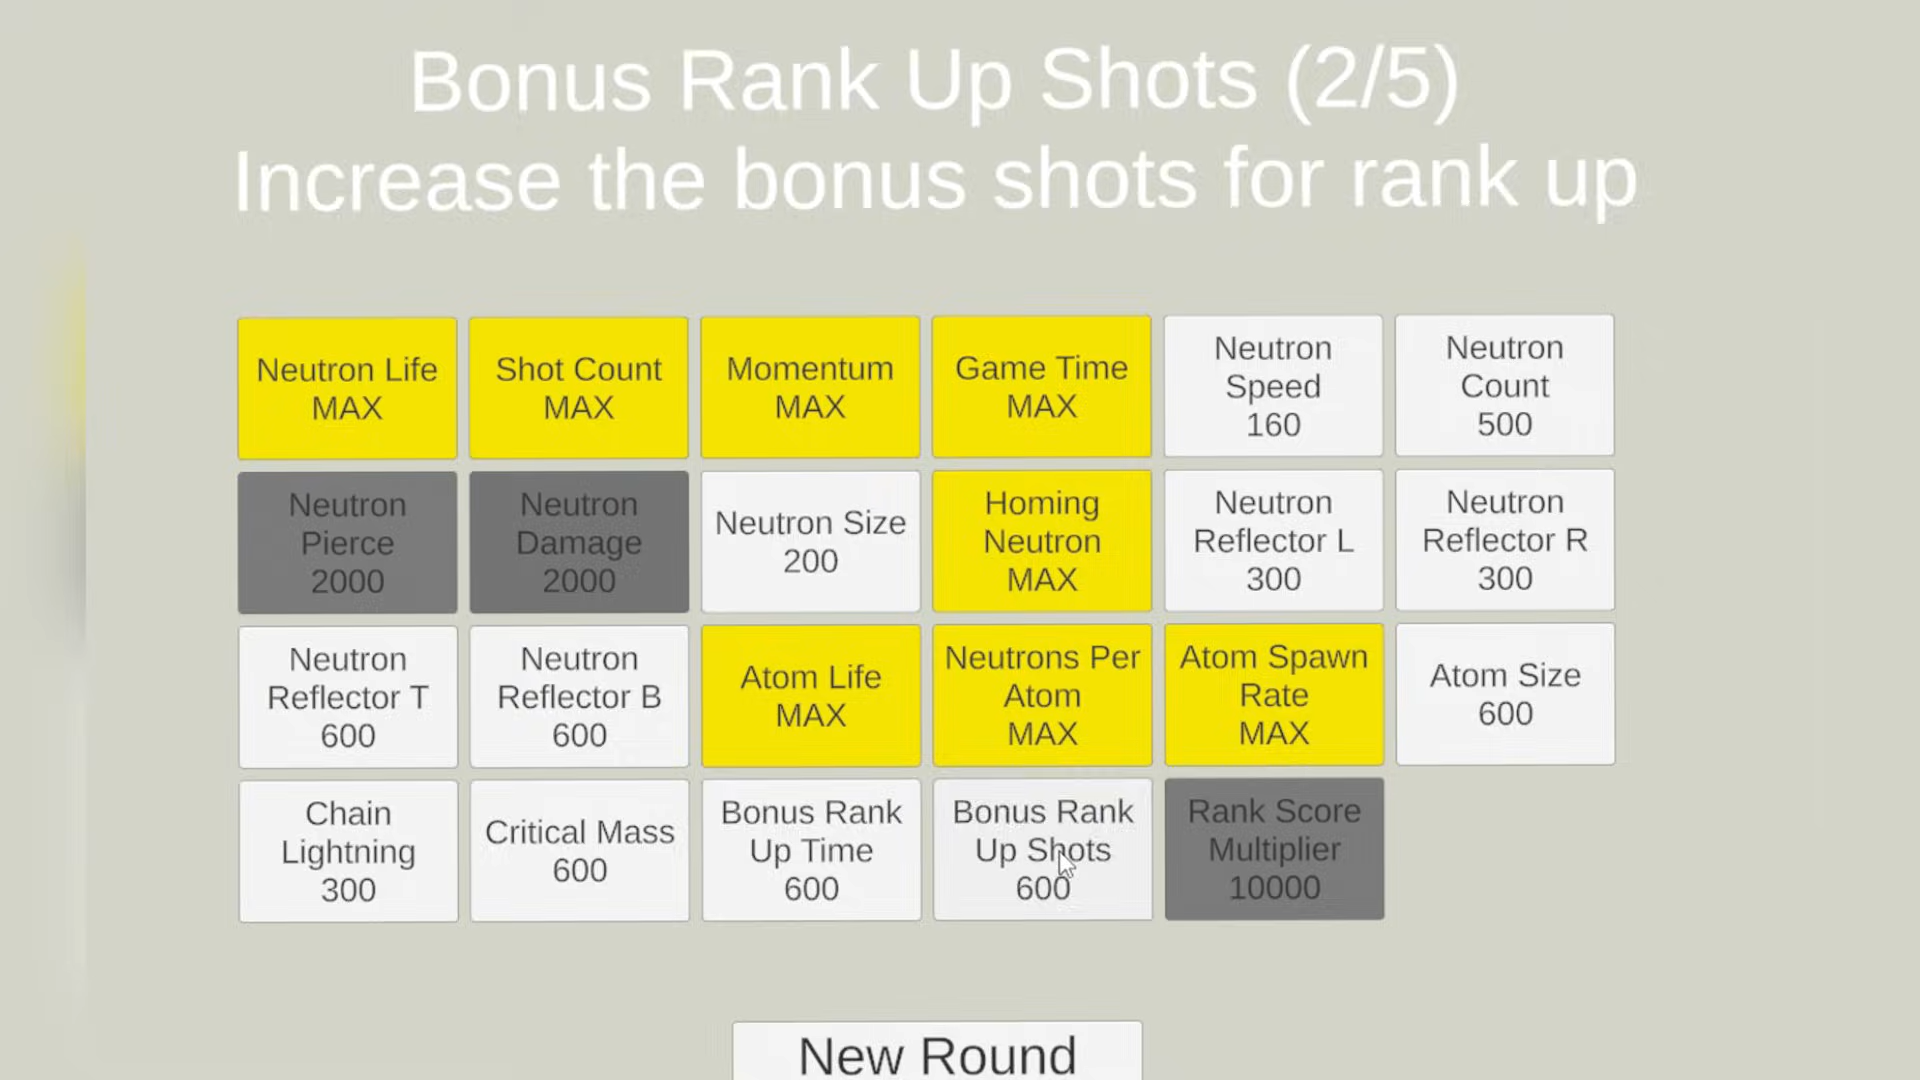 Bonus Rank Up Shots (2/5)
Increase the bonus shots for rank up
Neutron Life
MAX
Shot Count
MAX
Momentum
MAX
Game Time
MAX
Neutron
Speed
160
Neutron
Count
500
Neutron
Pierce
2000
Neutron
Damage
2000
Neutron Size
200
Homing
Neutron
MAX
Neutron
Reflector L
300
Neutron
Reflector R
300
Neutron
Reflector T
600
Neutron
Reflector B
600
Atom Life
MAX
Neutrons Per
Atom
MAX
Atom Spawn
Rate
MAX
Atom Size
600
Chain
Lightning
300
Critical Mass
600
Bonus Rank
Up Time
600
Bonus Rank
Up Shots
600
Rank Score
Multiplier
10000
New Round